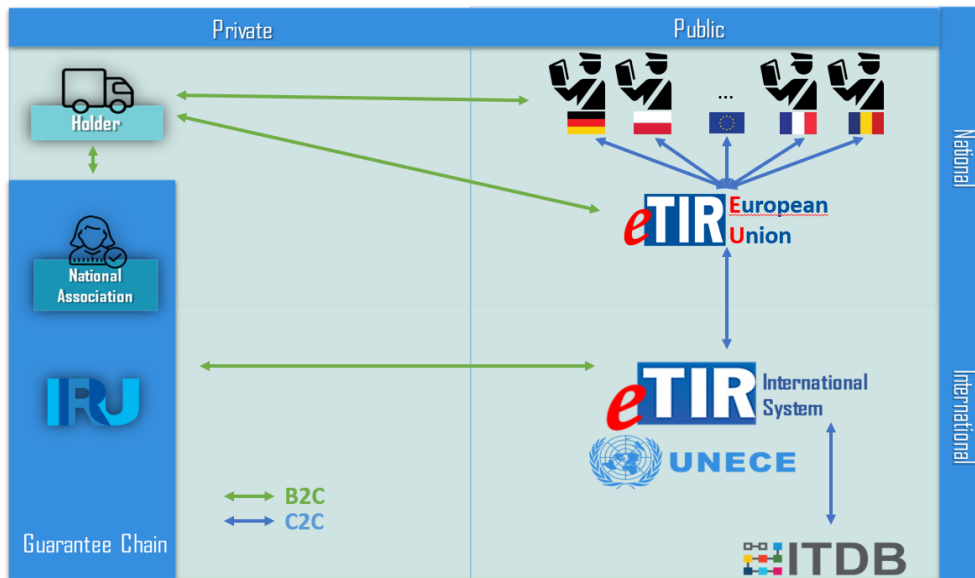 Private
Public
Holder
...
National
eTIR European
Union
National
Association
IRU
eTIR International
System
UNECE
International
B2C
C2C
Guarantee Chain
ITDB